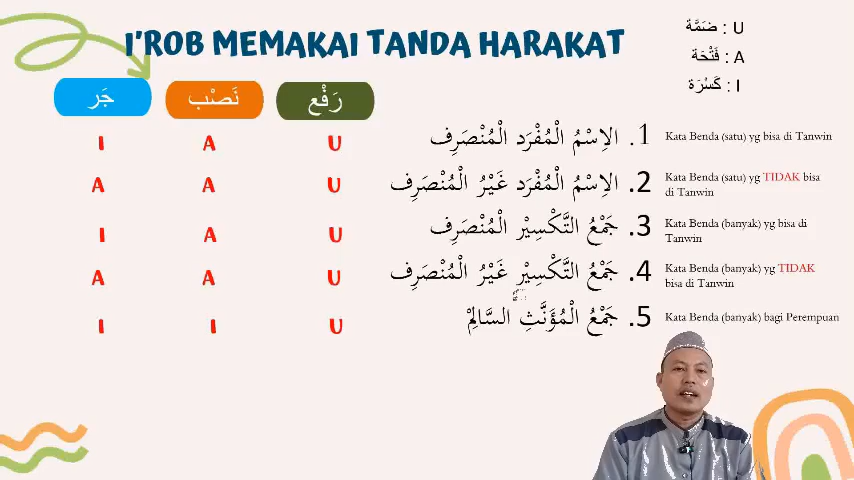 I'ROB MEMAKAI TANDA HARAKAT
U : ضَمَّة
A : فَتْحَة
I : كَسْرَة
رَفْع نَصْب جَر
1. الِاسْمُ الْمُفْرَد الْمُنْصَرِف
Kata Benda (satu) yg bisa di Tanwin
U A I
2. الِاسْمُ الْمُفْرَد غَيْرُ الْمُنْصَرِف
Kata Benda (satu) yg TIDAK bisa
di Tanwin
U A A
3. جَمْعُ التَّكْسِيْر الْمُنْصَرِف
Kata Benda (banyak) yg bisa di
Tanwin
U A I
4. جَمْعُ التَّكْسِيْر غَيْرُ الْمُنْصَرِف
Kata Benda (banyak) yg TIDAK
bisa di Tanwin
U A A
5. جَمْعُ الْمُؤَنَّثِ السَّالِمْ
Kata Benda (banyak) bagi Perempuan
U I I